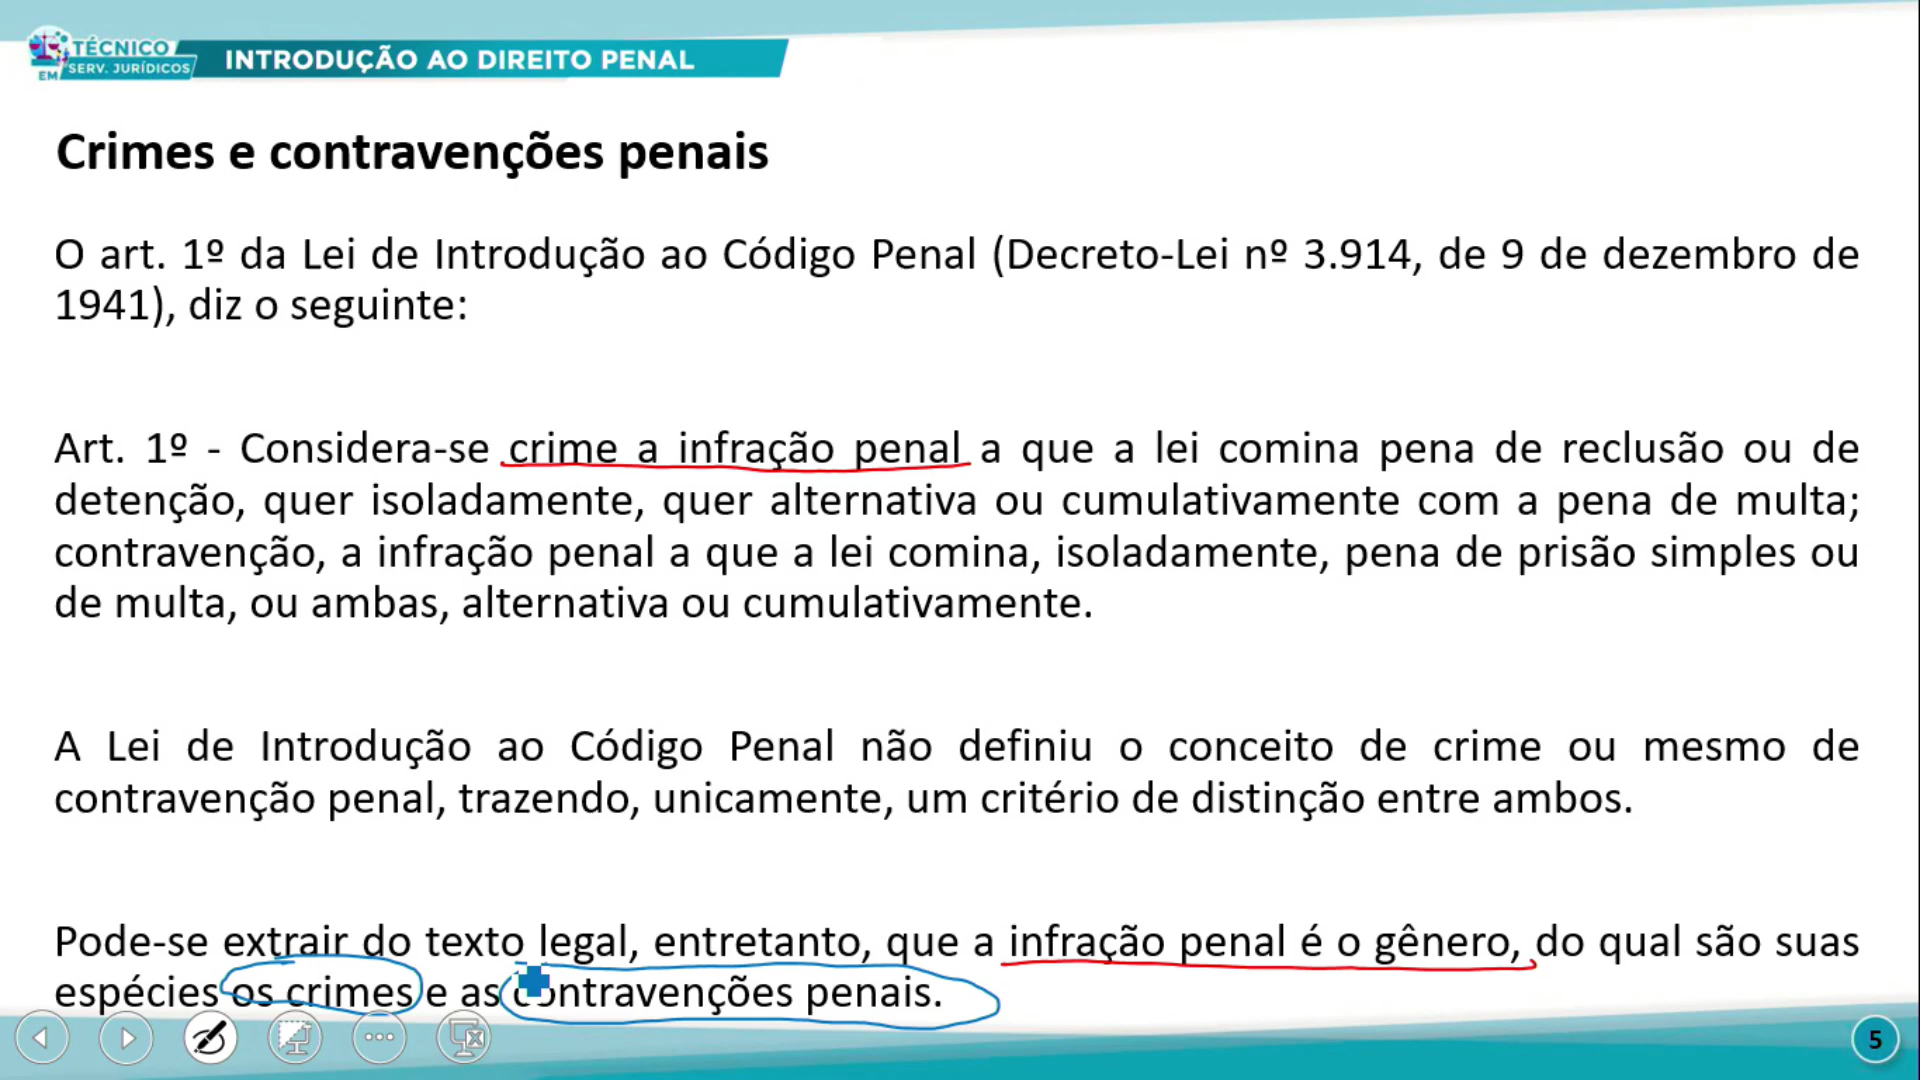 TÉCNICO
EM SERV. JURÍDICOS
INTRODUÇÃO AO DIREITO PENAL
Crimes e contravenções penais
O art. 1º da Lei de Introdução ao Código Penal (Decreto-Lei nº 3.914, de 9 de dezembro de
1941), diz o seguinte:
Art. 1º - Considera-se crime a infração penal a que a lei comina pena de reclusão ou de
detenção, quer isoladamente, quer alternativa ou cumulativamente com a pena de multa;
contravenção, a infração penal a que a lei comina, isoladamente, pena de prisão simples ou
de multa, ou ambas, alternativa ou cumulativamente.
A Lei de Introdução ao Código Penal não definiu o conceito de crime ou mesmo de
contravenção penal, trazendo, unicamente, um critério de distinção entre ambos.
Pode-se extrair do texto legal, entretanto, que a infração penal é o gênero, do qual são suas
espécies os crimes e as contravenções penais.
5